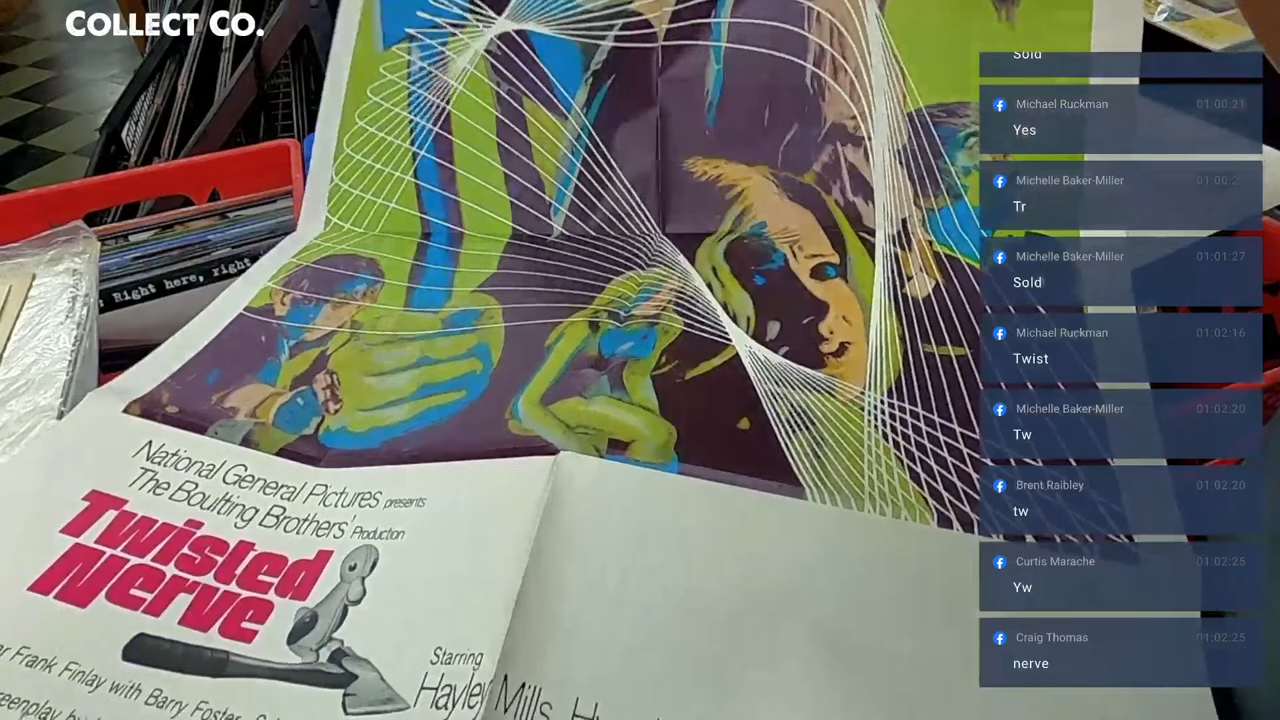 COLLECT CO.
Right here, right
National General Pictures presents
The Boulting Brothers' Production
Twisted
Nerve
Frank Finlay with Barry Foster
Starring
Hayley Mills,
Sold
Michael Ruckman 01:00:21
Yes
Michelle Baker-Miller
Tr
Michelle Baker-Miller 01:01:27
Sold
Michael Ruckman 01:02:16
Twist
Michelle Baker-Miller 01:02:20
Tw
Brent Raibley 01:02:20
tw
Curtis Marache 01:02:25
Yw
Craig Thomas 01:02:25
nerve